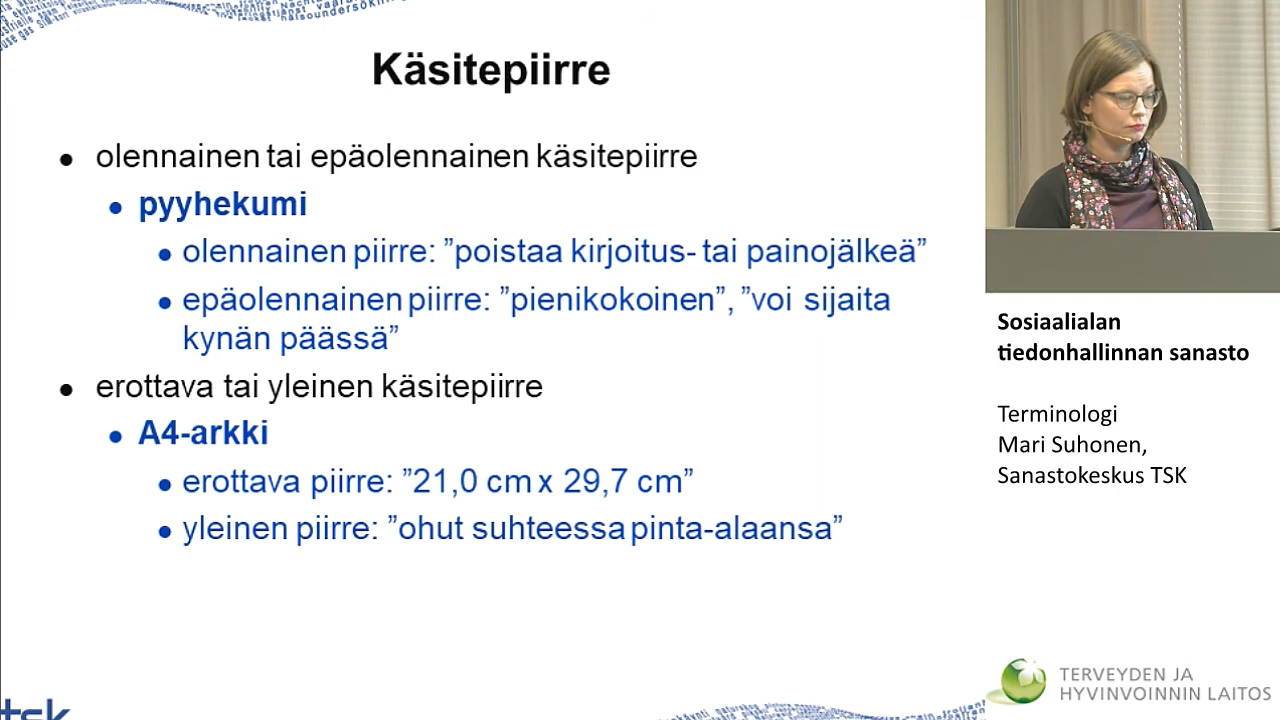 Käsitepiirre
olennainen tai epäolennainen käsitepiirre
pyyhekumi
olennainen piirre: ”poistaa kirjoitus- tai painojälkeä”
epäolennainen piirre: ”pienikokoinen”, ”voi sijaita
kynän päässä”
erottava tai yleinen käsitepiirre
A4-arkki
erottava piirre: ”21,0 cm x 29,7 cm”
yleinen piirre: ”ohut suhteessa pinta-alaansa”
tsk
Sosiaalialan
tiedonhallinnan sanasto
Terminologi
Mari Suhonen,
Sanastokeskus TSK
TERVEYDEN JA
HYVINVOINNIN LAITOS